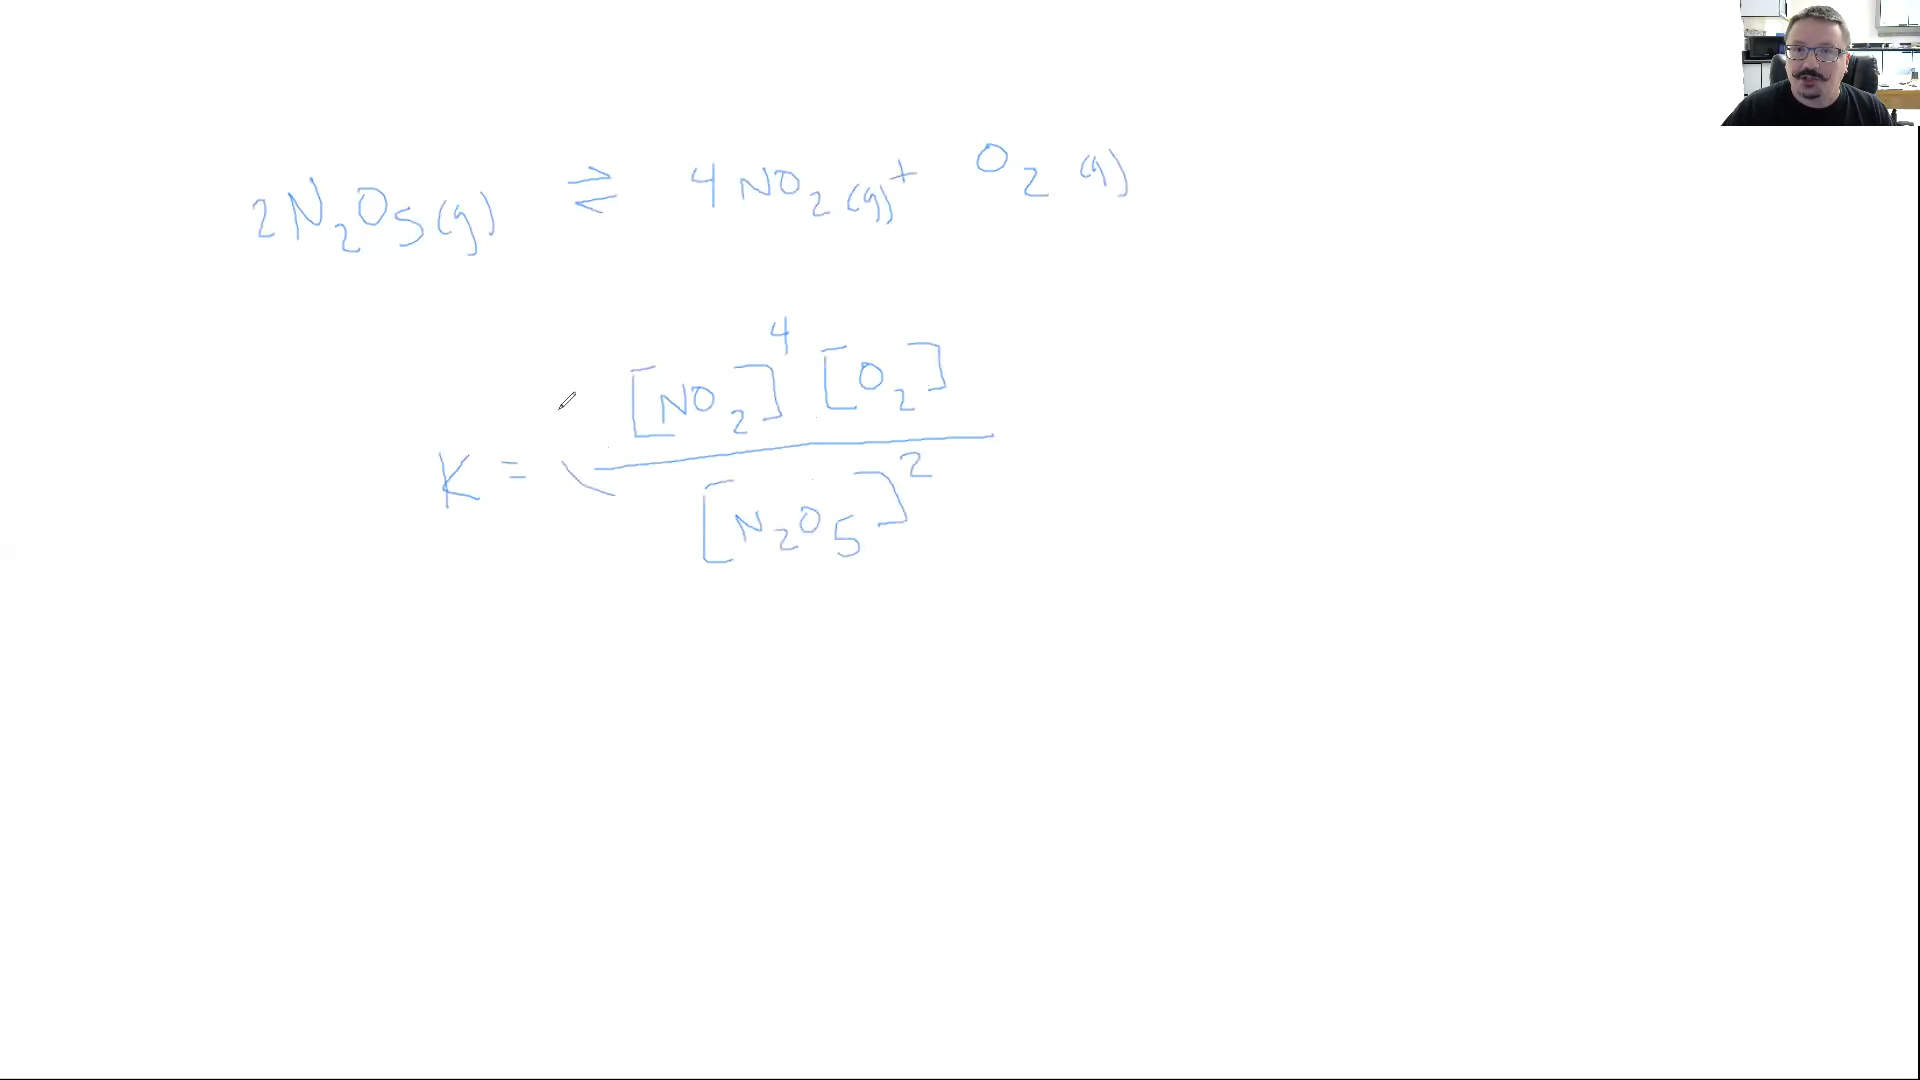 2N₂O₅(g) ⇌ 4NO₂(g) + O₂(g)
[NO₂]⁴ [O₂]
K =
[N₂O₅]²